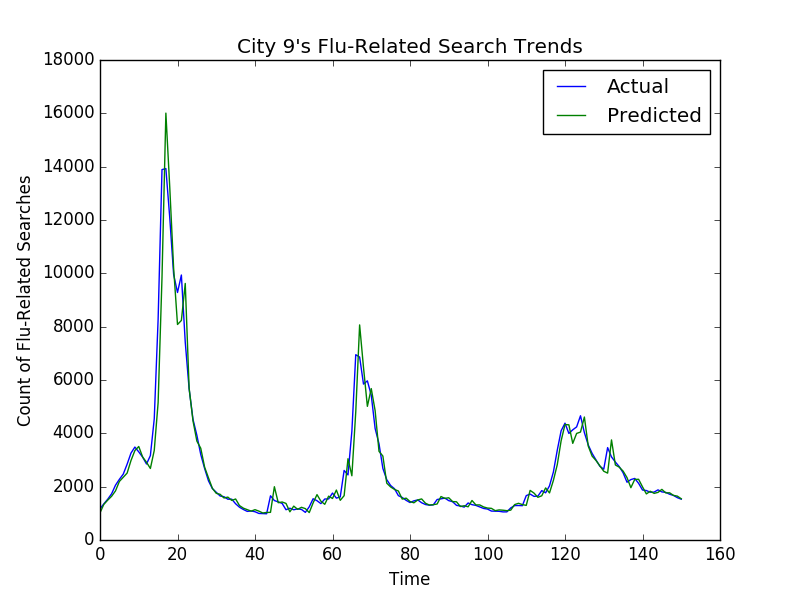 City 9's Flu-Related Search Trends
18000
16000
14000
12000
10000
8000
6000
4000
2000
0
Count of Flu-Related Searches
Actual
Predicted
0 20 40 60 80 100 120 140 160
Time